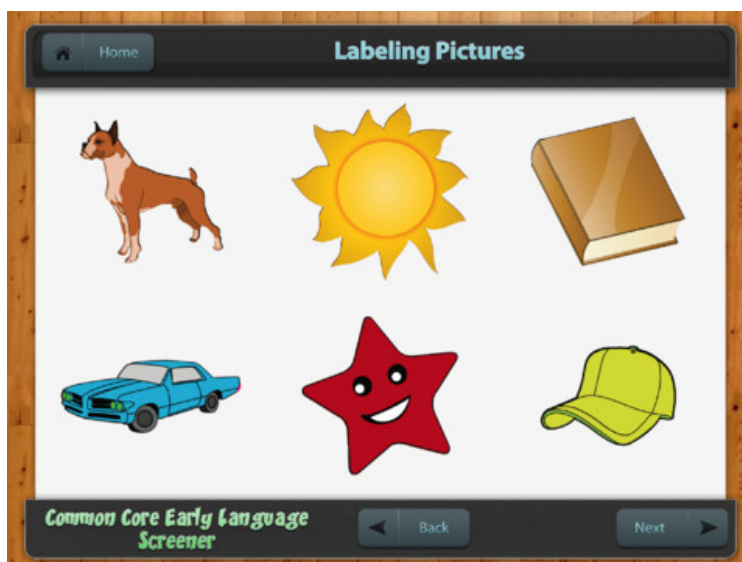 Home
Labeling Pictures
Common Core Early Language
Screener
Back
Next